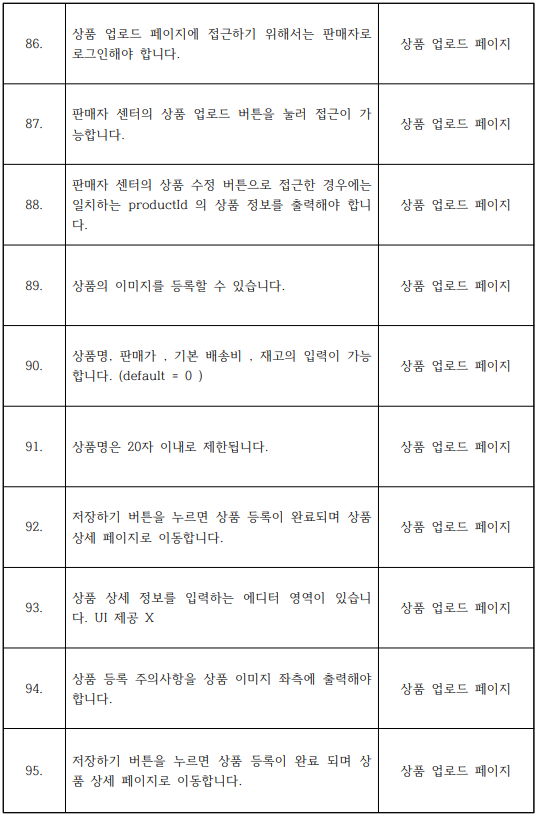 86.
상품 업로드 페이지에 접근하기 위해서는 판매자로
로그인해야 합니다.
상품 업로드 페이지
87.
판매자 센터의 상품 업로드 버튼을 눌러 접근이 가
능합니다.
상품 업로드 페이지
88.
판매자 센터의 상품 수정 버튼으로 접근한 경우에는
일치하는 productId 의 상품 정보를 출력해야 합니
다.
상품 업로드 페이지
89.
상품의 이미지를 등록할 수 있습니다.
상품 업로드 페이지
90.
상품명, 판매가 , 기본 배송비 , 재고의 입력이 가능
합니다. (default = 0 )
상품 업로드 페이지
91.
상품명은 20자 이내로 제한됩니다.
상품 업로드 페이지
92.
저장하기 버튼을 누르면 상품 등록이 완료되며 상품
상세 페이지로 이동합니다.
상품 업로드 페이지
93.
상품 상세 정보를 입력하는 에디터 영역이 있습니
다. UI 제공 X
상품 업로드 페이지
94.
상품 등록 주의사항을 상품 이미지 좌측에 출력해야
합니다.
상품 업로드 페이지
95.
저장하기 버튼을 누르면 상품 등록이 완료 되며 상
품 상세 페이지로 이동합니다.
상품 업로드 페이지